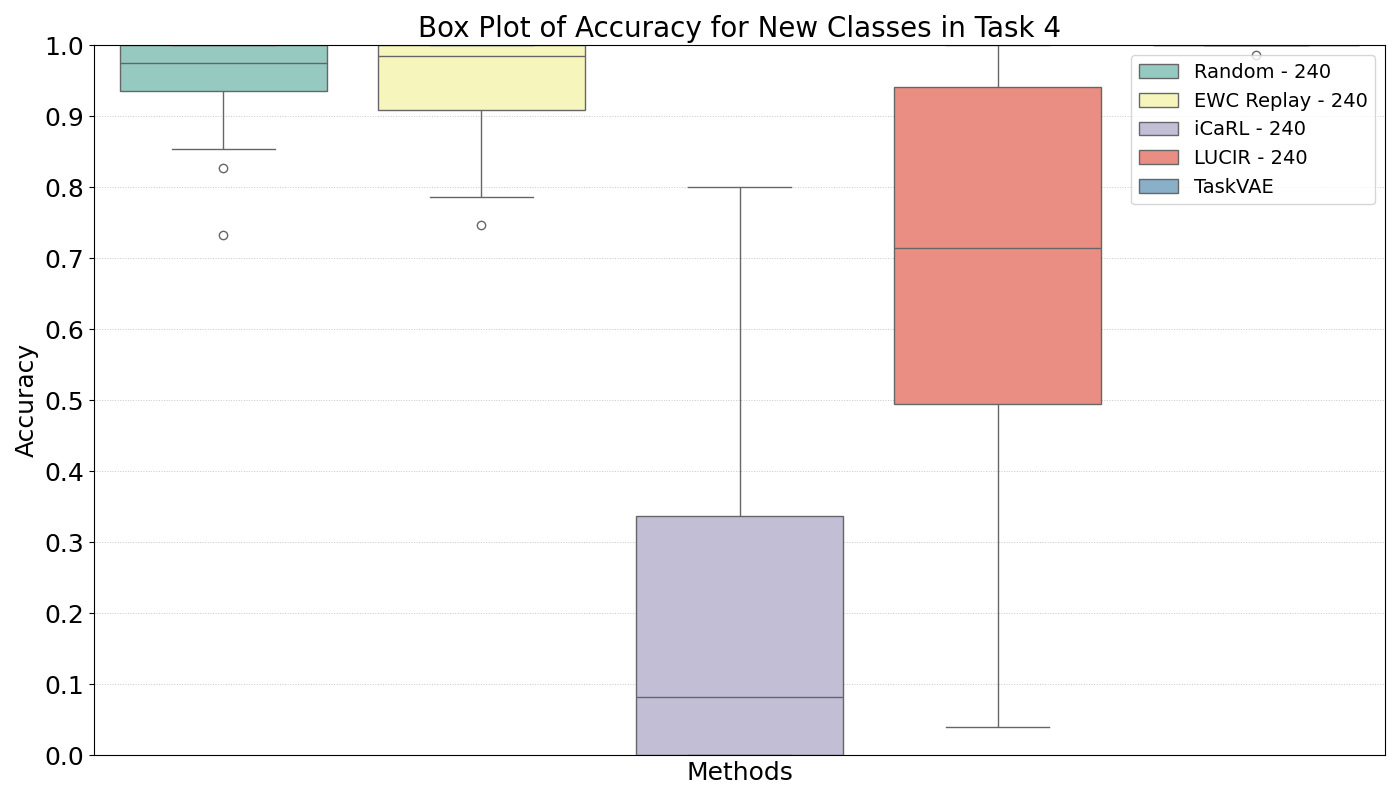 Box Plot of Accuracy for New Classes in Task 4
Accuracy
1.0
0.9
0.8
0.7
0.6
0.5
0.4
0.3
0.2
0.1
0.0
Random - 240
EWC Replay - 240
iCaRL - 240
LUCIR - 240
TaskVAE
Methods